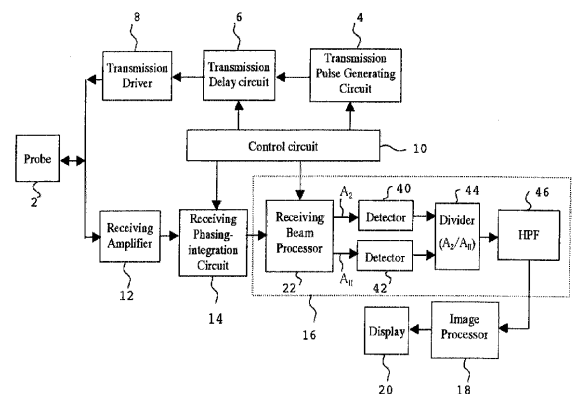 8
6
4
Transmission
Driver
Transmission
Delay circuit
Transmission
Pulse Generating
Circuit
Control circuit
10
Probe
2
Receiving
Amplifier
12
Receiving
Phasing-
integration
Circuit
14
Receiving
Beam
Processor
22
A2
A11
40
Detector
Detector
42
44
Divider
(A2/A11)
46
HPF
16
Display
20
Image
Processor
18